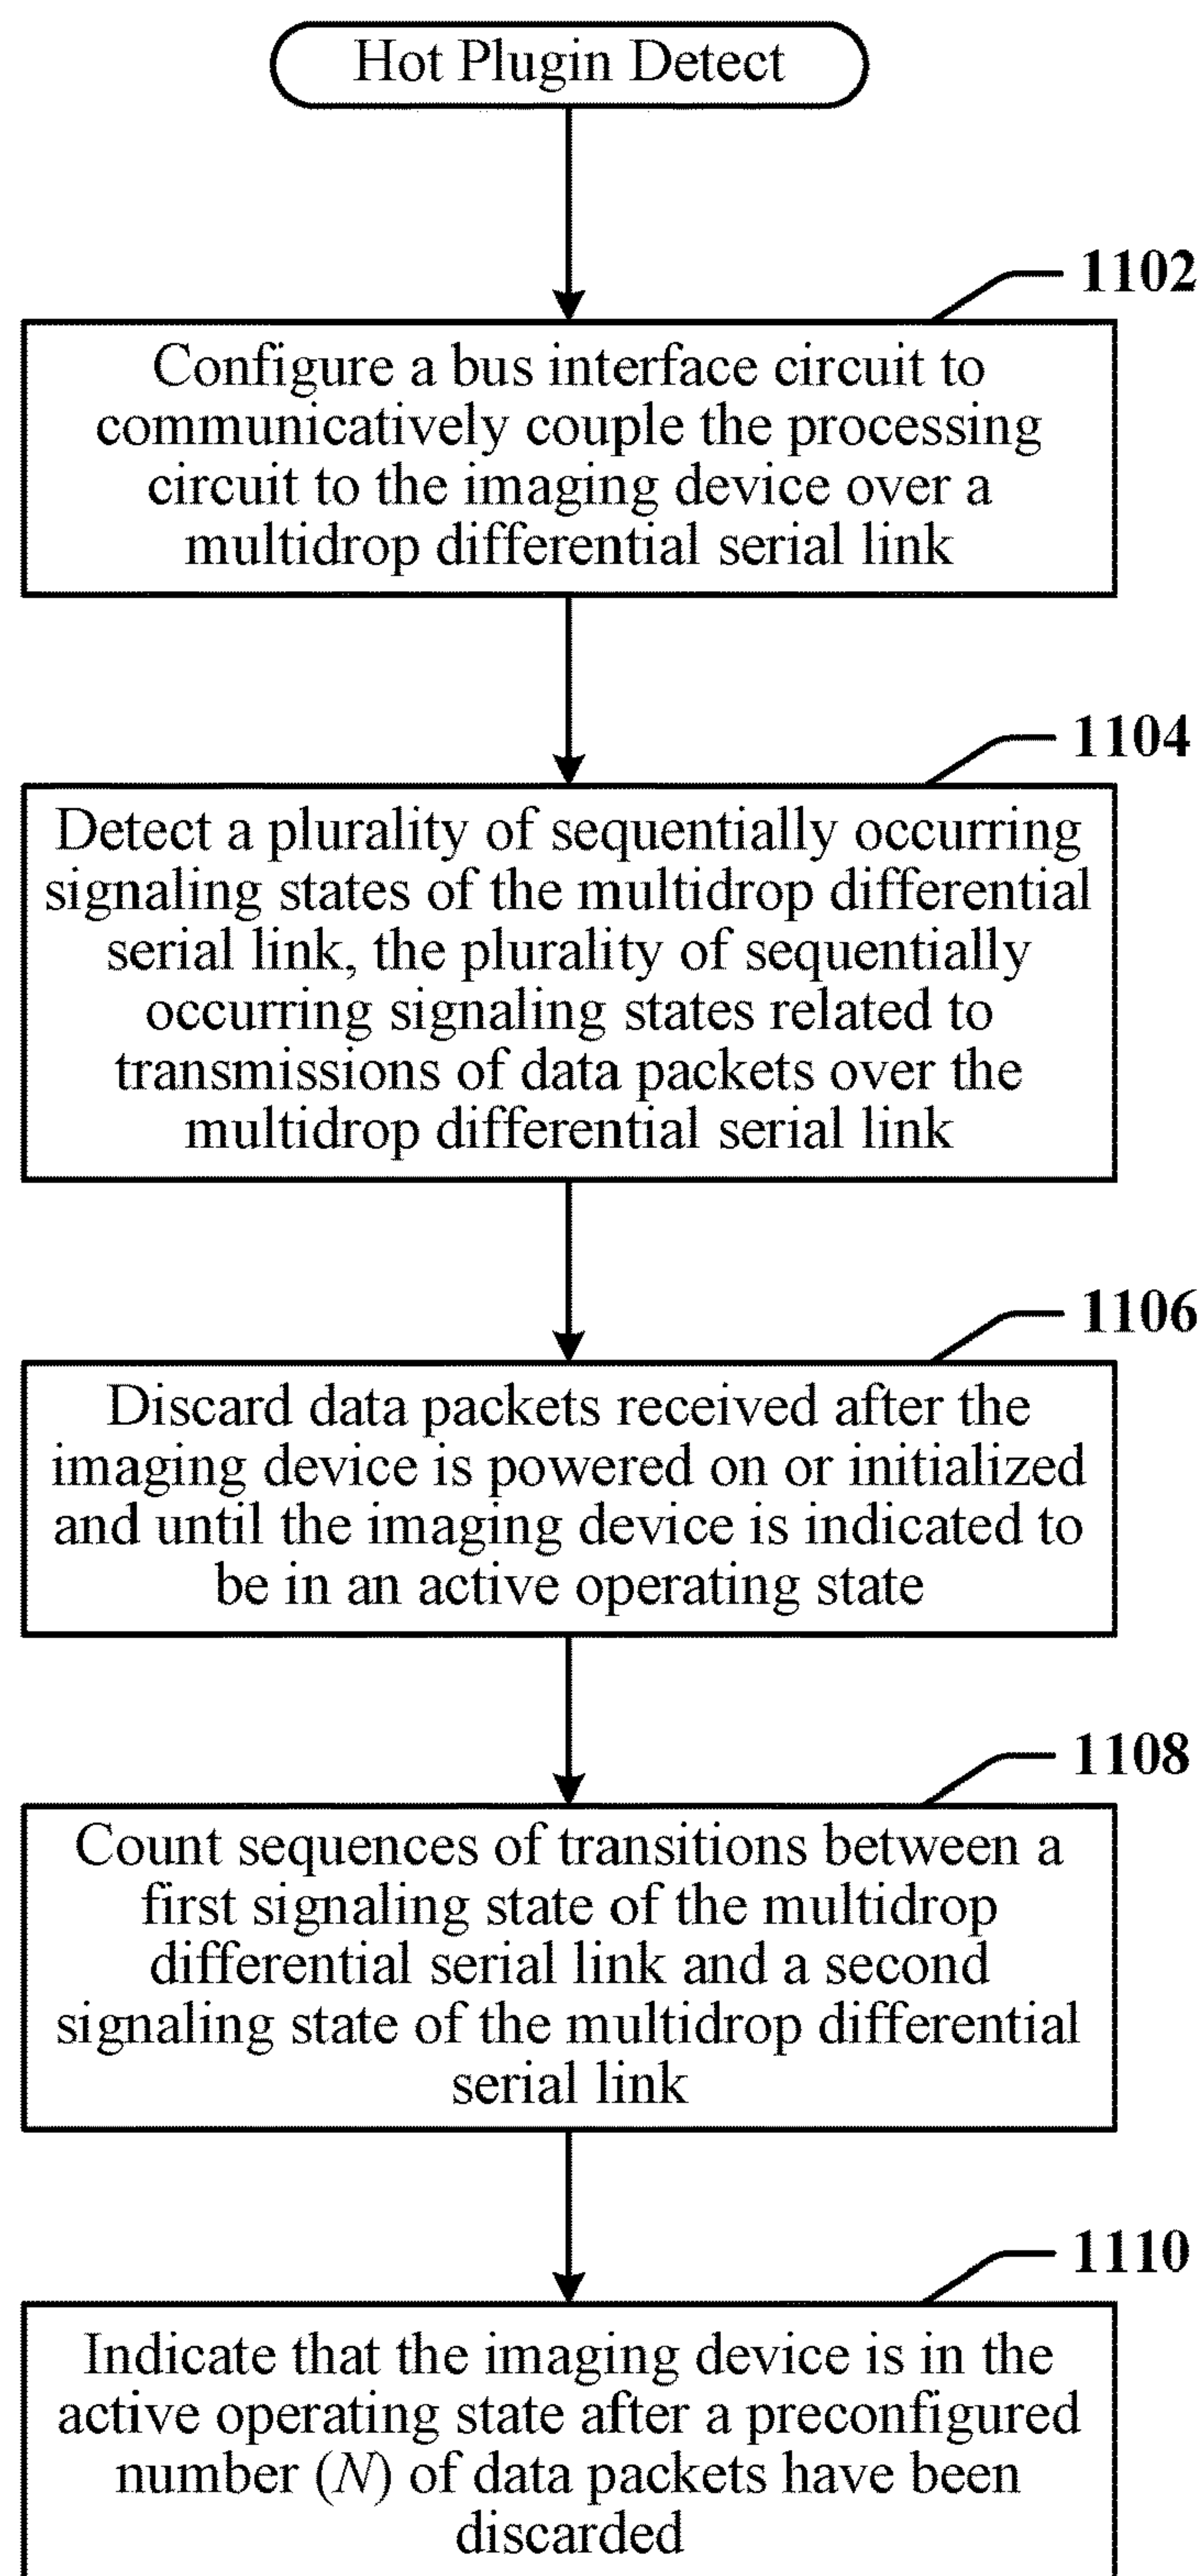 Hot Plugin Detect
1102
Configure a bus interface circuit to
communicatively couple the processing
circuit to the imaging device over a
multidrop differential serial link
1104
Detect a plurality of sequentially occurring
signaling states of the multidrop differential
serial link, the plurality of sequentially
occurring signaling states related to
transmissions of data packets over the
multidrop differential serial link
1106
Discard data packets received after the
imaging device is powered on or initialized
and until the imaging device is indicated to
be in an active operating state
1108
Count sequences of transitions between a
first signaling state of the multidrop
differential serial link and a second
signaling state of the multidrop differential
serial link
1110
Indicate that the imaging device is in the
active operating state after a preconfigured
number (N) of data packets have been
discarded